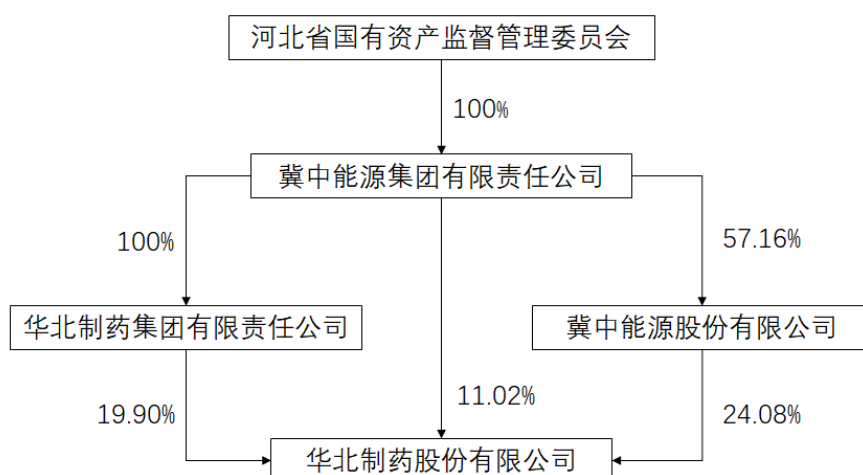 河北省国有资产监督管理委员会
100%
冀中能源集团有限责任公司
100%
57.16%
华北制药集团有限责任公司
冀中能源股份有限公司
19.90%
11.02%
24.08%
华北制药股份有限公司